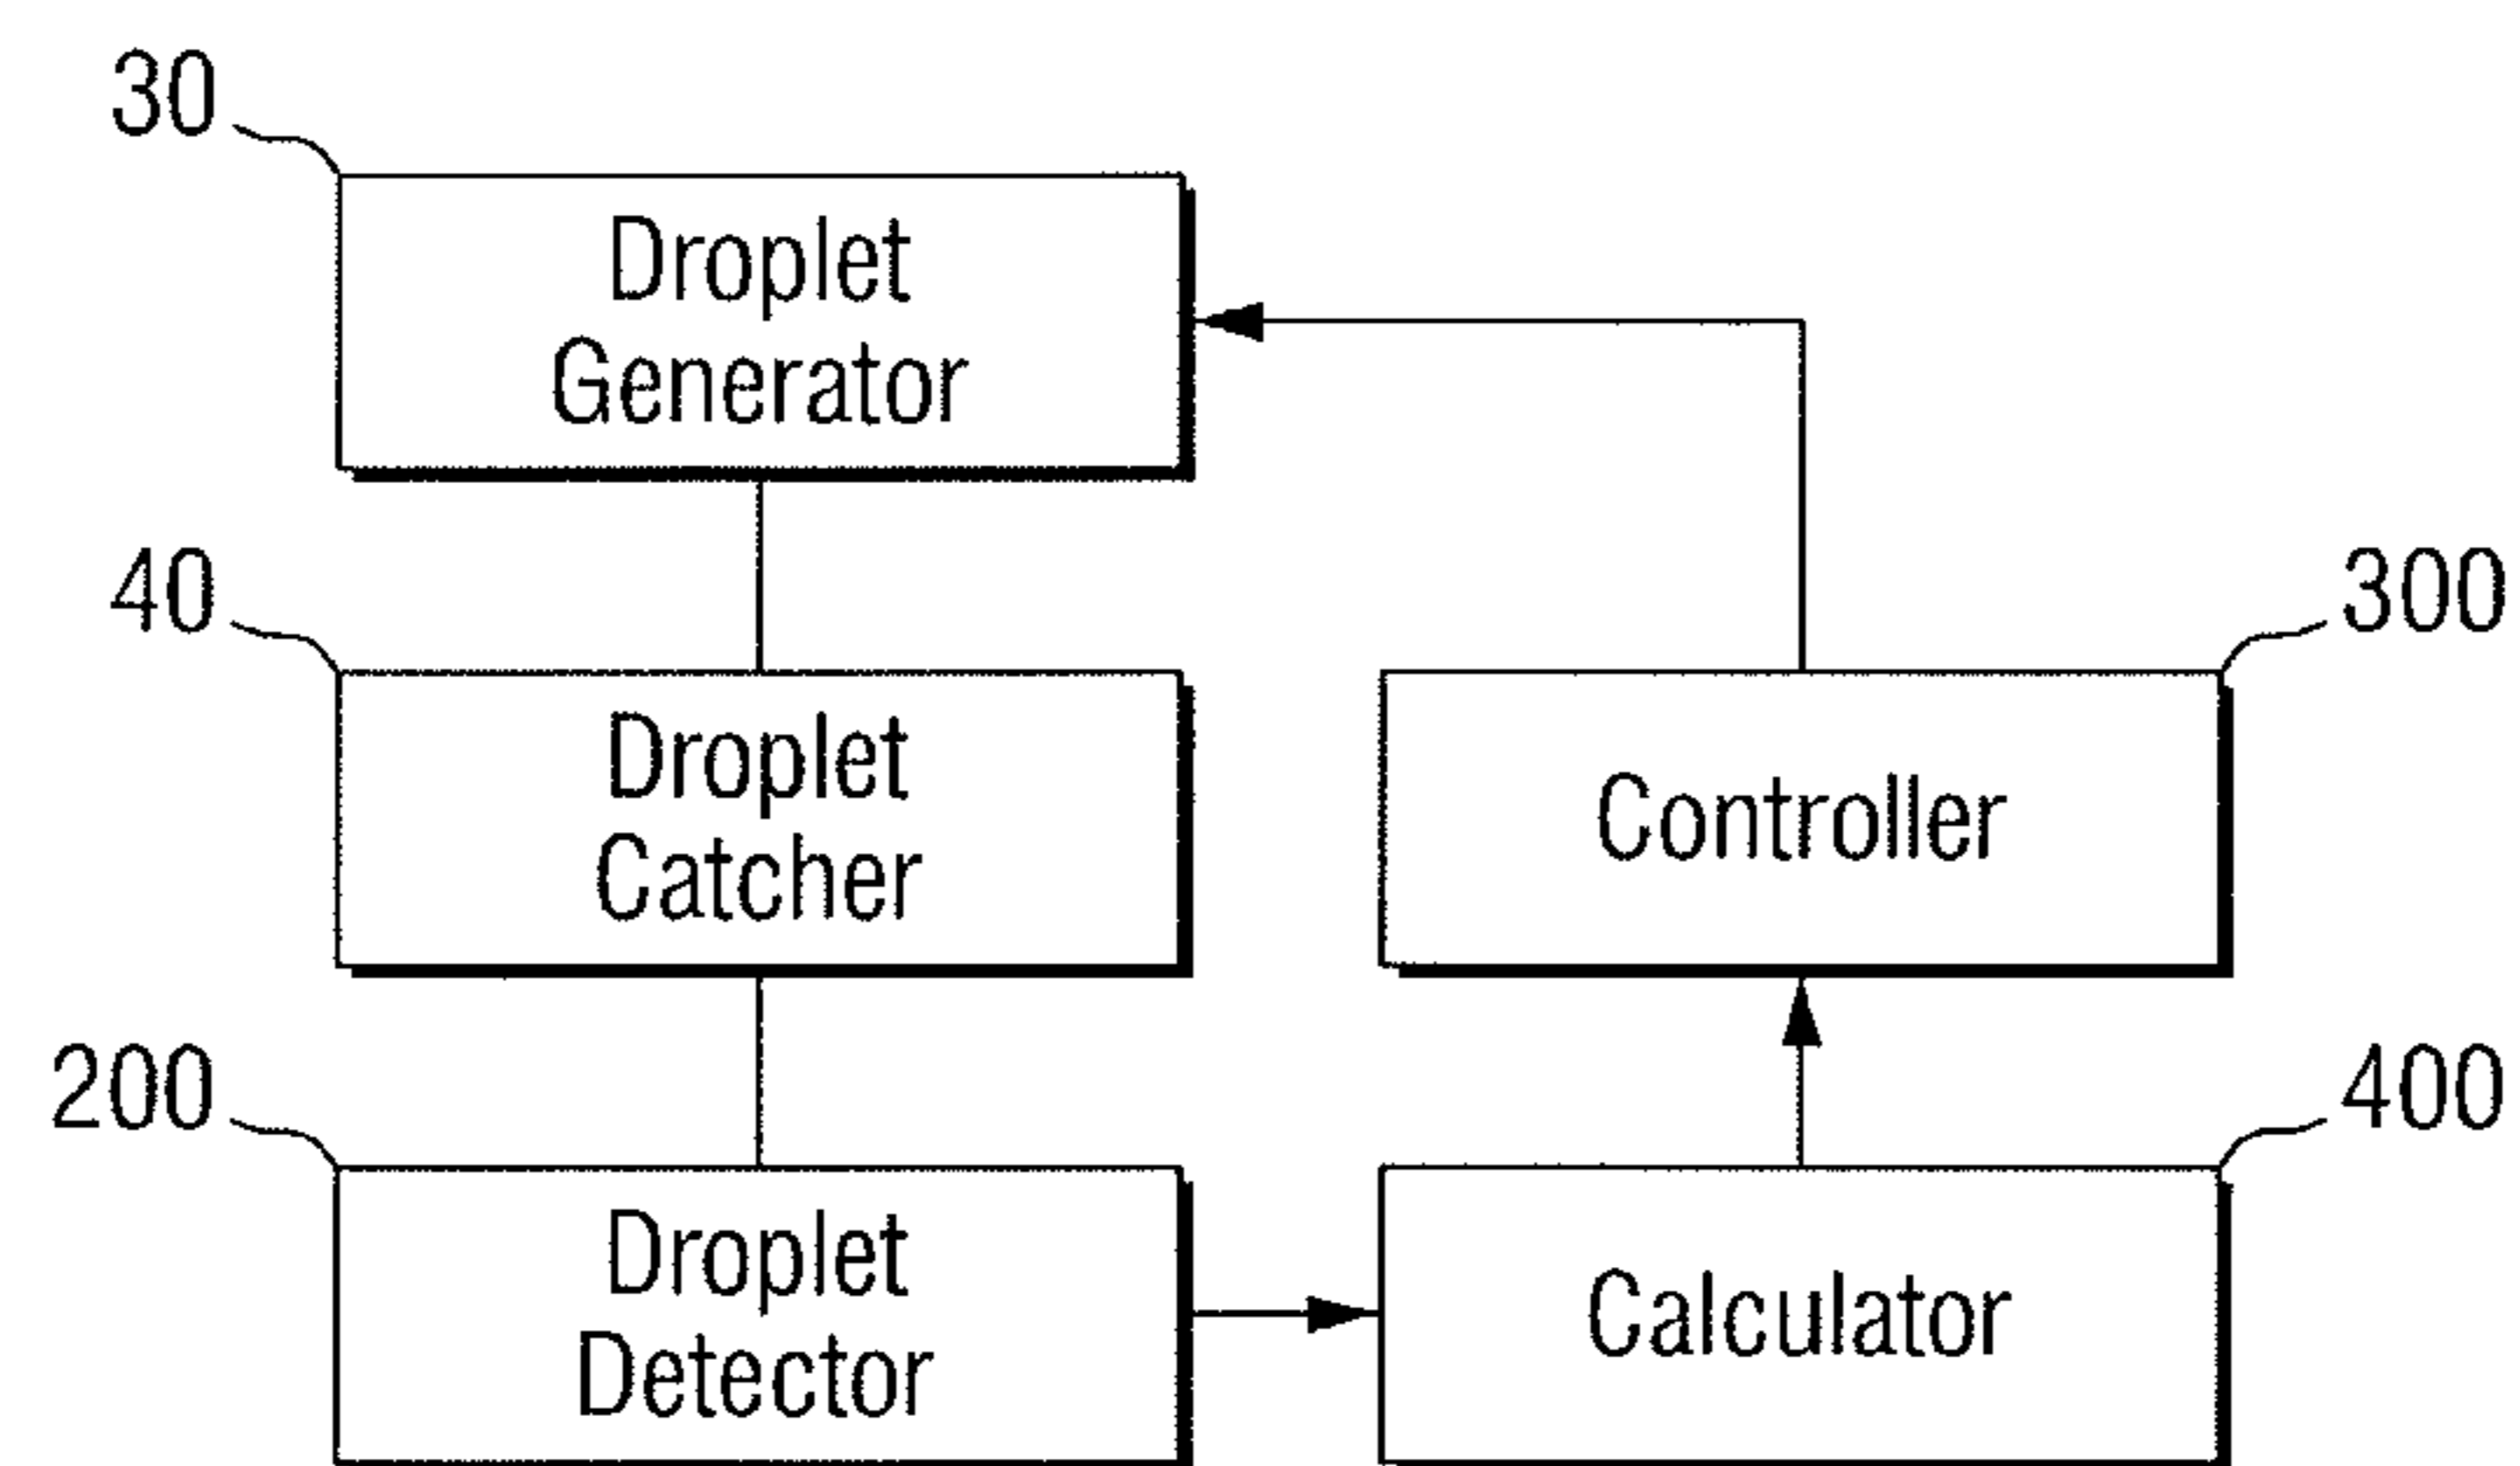 30
Droplet
Generator
40
Droplet
Catcher
300
Controller
200
Droplet
Detector
400
Calculator